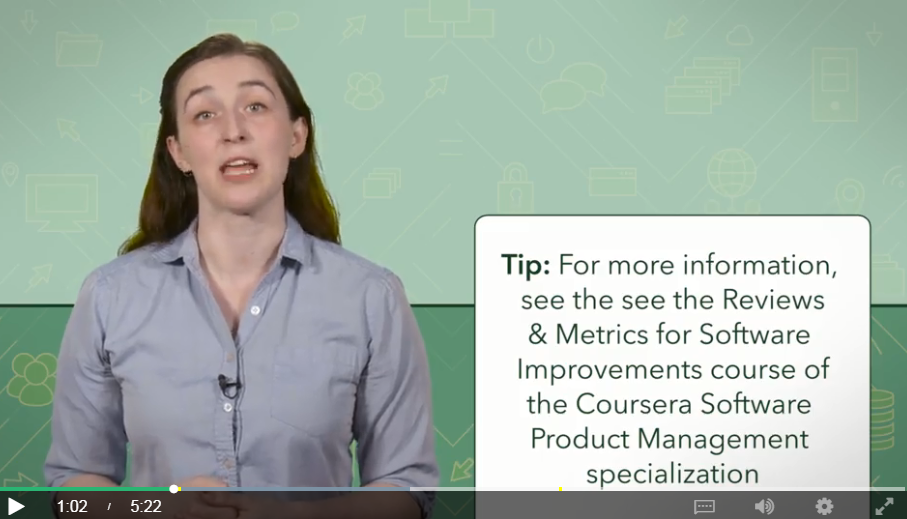 Tip: For more information,
see the see the Reviews
& Metrics for Software
Improvements course of
the Coursera Software
Product Management
specialization
1:02 / 5:22